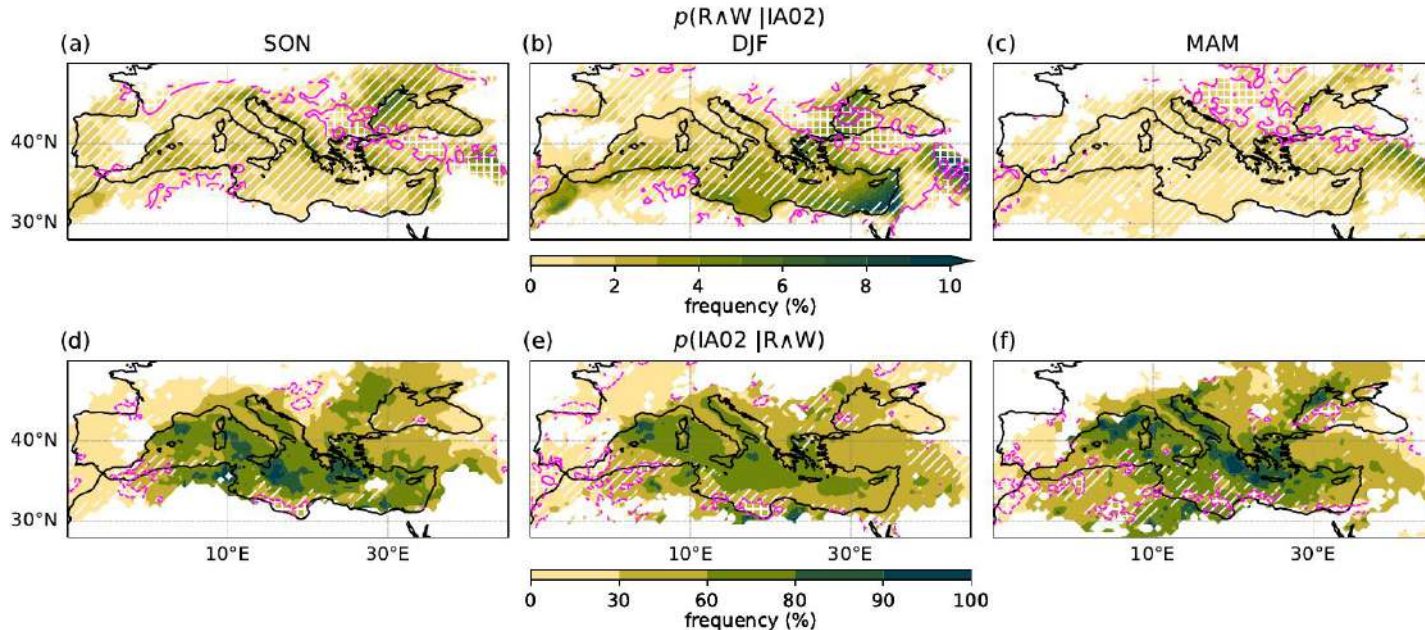 p(R∧W |IA02)
(a) SON (b) DJF (c) MAM
40°N
30°N
0 2 4 6 8 10
frequency (%)
p(IA02 |R∧W)
(d) (e) (f)
40°N
30°N
10°E 30°E 10°E 30°E 10°E 30°E
0 30 60 80 90 100
frequency (%)